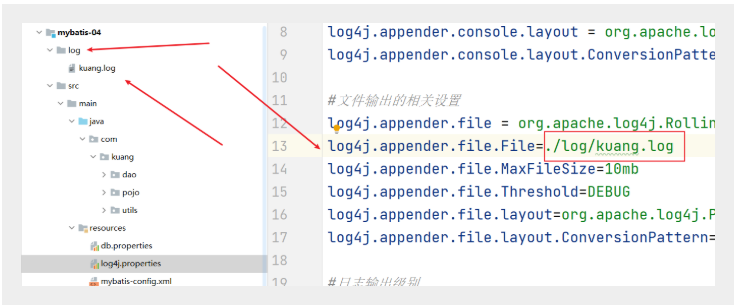 mybatis-04
log
kuang.log
src
main
java
com
kuang
dao
pojo
utils
resources
db.properties
log4j.properties
mybatis-config.xml
8 log4j.appender.console.layout = org.apache.lo
9 log4j.appender.console.layout.ConversionPatter
10
11 #文件输出的相关设置
12 log4j.appender.file = org.apache.log4j.Rollin
13 log4j.appender.file.File=./log/kuang.log
14 log4j.appender.file.MaxFileSize=10mb
15 log4j.appender.file.Threshold=DEBUG
16 log4j.appender.file.layout=org.apache.log4j.P
17 log4j.appender.file.layout.ConversionPattern=
18
19 #日志输出级别